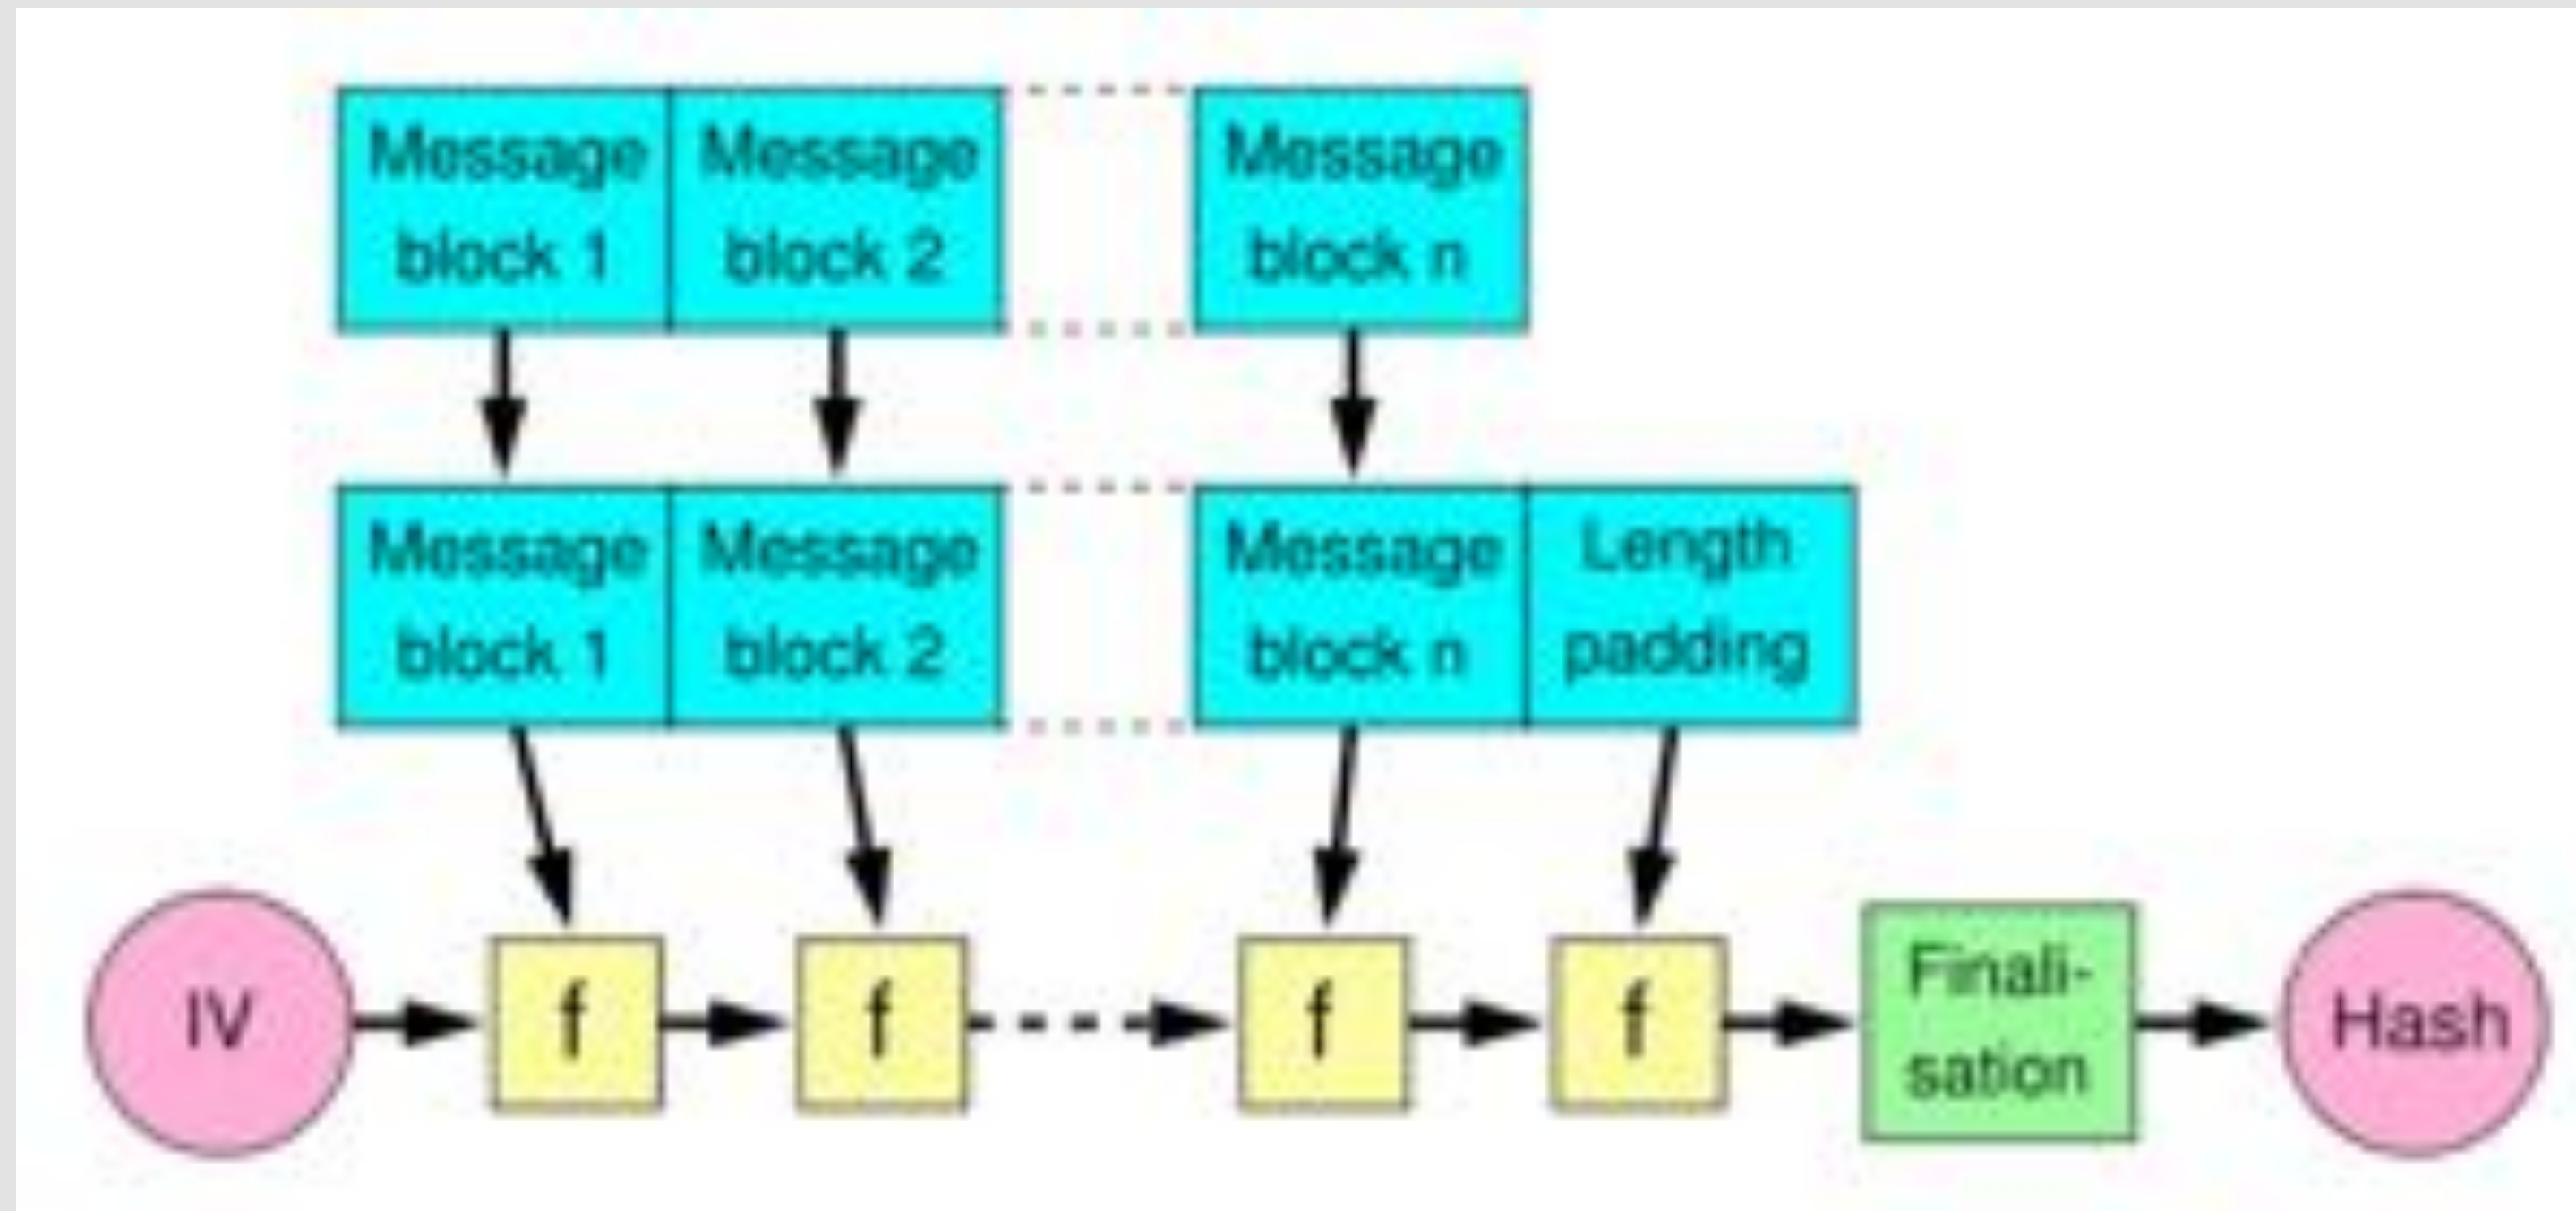 Message
block 1
Message
block 2
Message
block n
Message
block 1
Message
block 2
Message
block n
Length
padding
IV
f
f
f
f
Finali-
sation
Hash